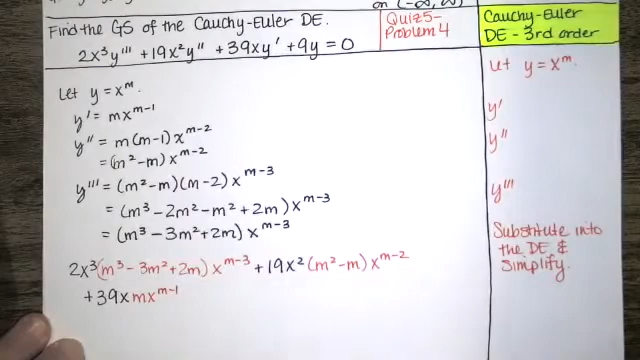 on (-∞, ∞)
Find the GS of the Cauchy-Euler DE.
2x³y''' + 19x²y'' + 39xy' + 9y = 0
Quiz 5-
Problem 4
Cauchy-Euler
DE - 3rd order
Let y = xᵐ
y' = mxᵐ⁻¹
y'' = m(m-1)xᵐ⁻²
= (m² - m)xᵐ⁻²
y''' = (m² - m)(m-2)xᵐ⁻³
= (m³ - 2m² - m² + 2m)xᵐ⁻³
= (m³ - 3m² + 2m)xᵐ⁻³
2x³(m³ - 3m² + 2m)xᵐ⁻³ + 19x²(m² - m)xᵐ⁻²
+ 39xmxᵐ⁻¹
Let y = xᵐ.
y'
y''
y'''
Substitute into
the DE &
simplify.